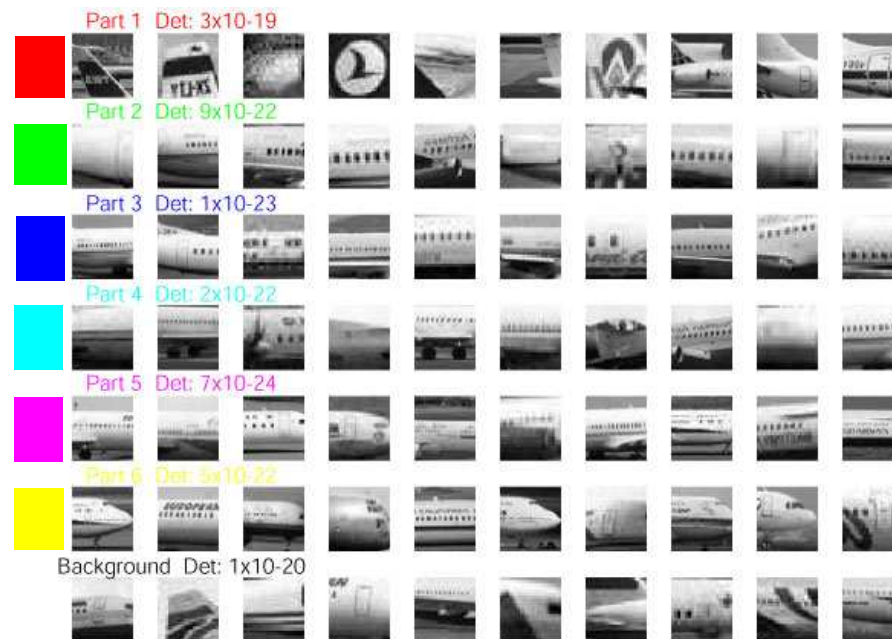 Part 1 Det: 3x10-19
Part 2 Det: 9x10-22
Part 3 Det: 1x10-23
Part 4 Det: 2x10-22
Part 5 Det: 7x10-24
Part 6 Det: 5x10-22
EUROPEAN
Background Det: 1x10-20